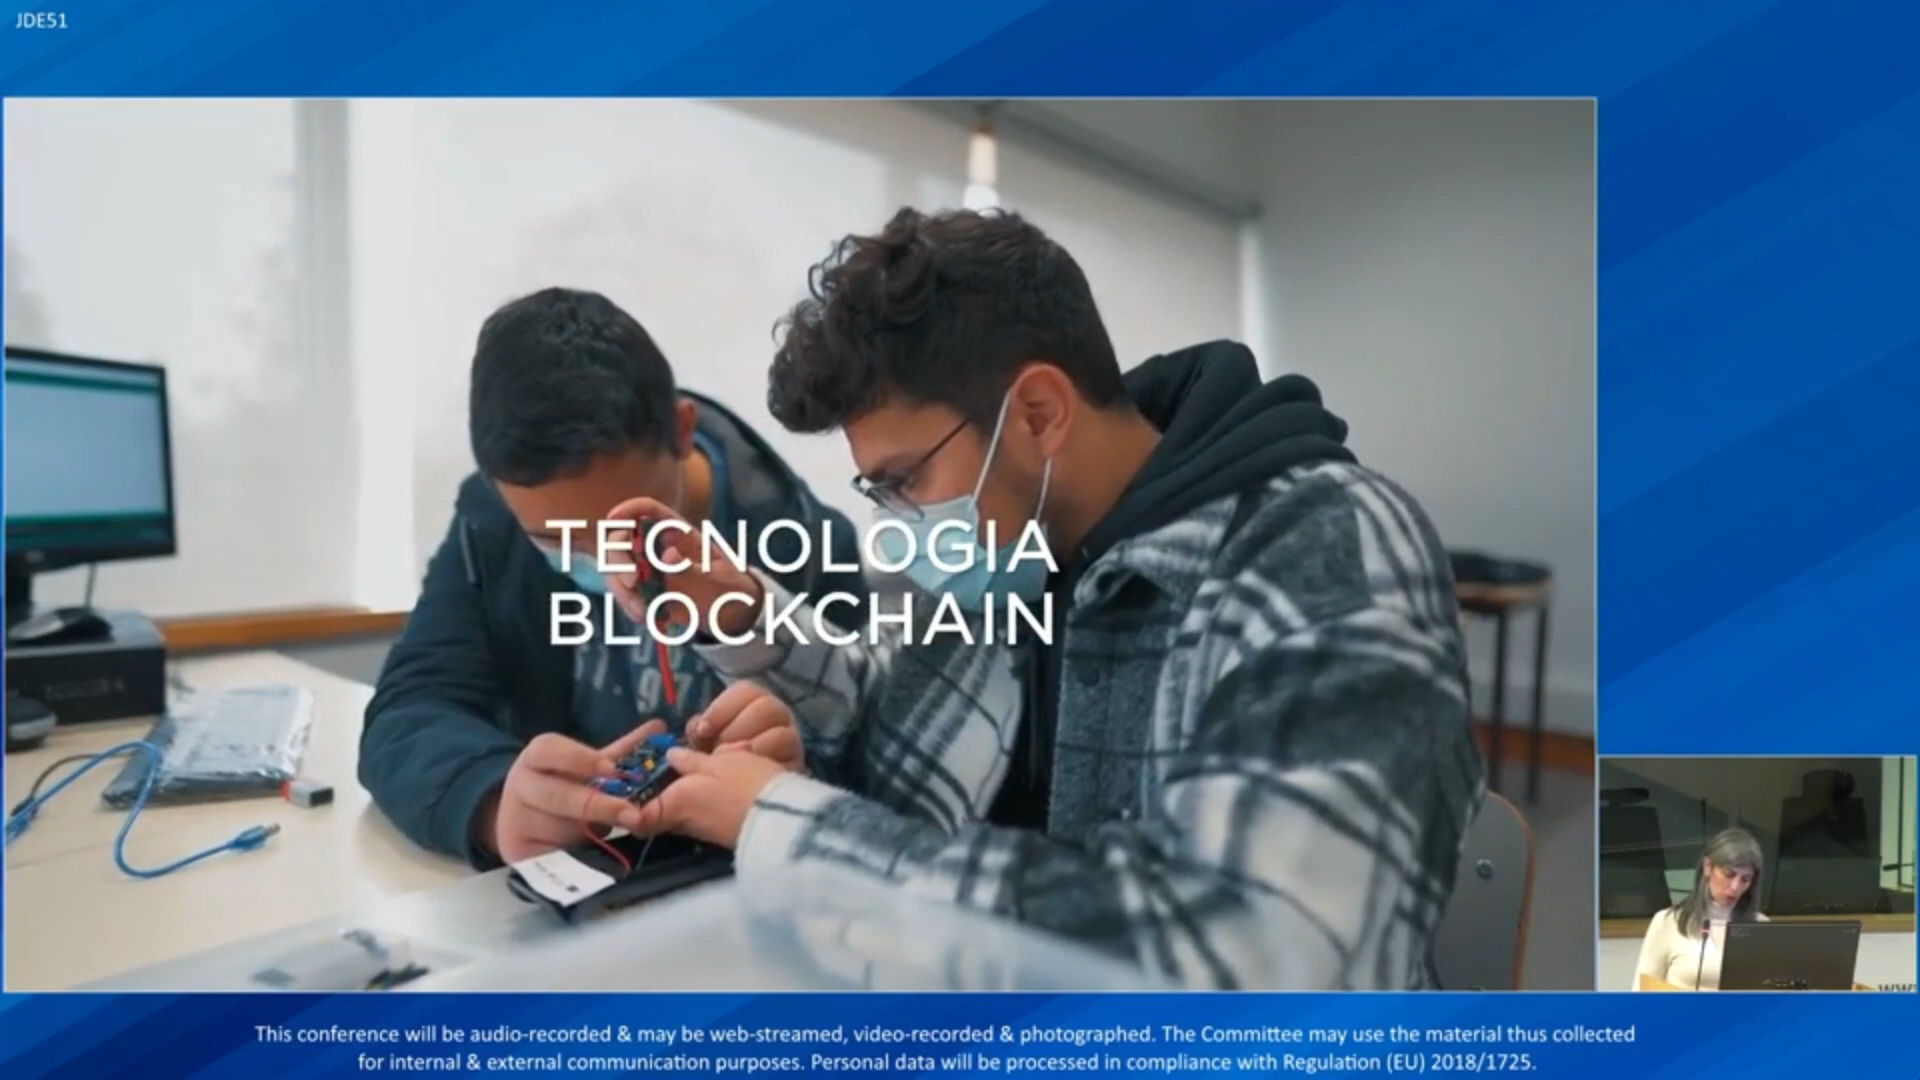 JDE51
TECNOLOGIA
BLOCKCHAIN
This conference will be audio-recorded & may be web-streamed, video-recorded & photographed. The Committee may use the material thus collected
for internal & external communication purposes. Personal data will be processed in compliance with Regulation (EU) 2018/1725.